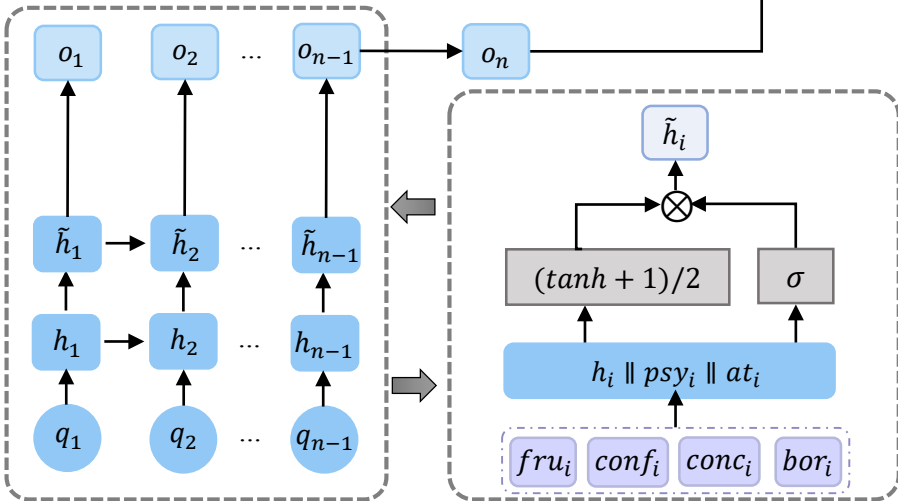 o₁ o₂ ... oₙ₋₁ oₙ
h̃₁ h̃₂ ... h̃ₙ₋₁
h₁ h₂ ... hₙ₋₁
q₁ q₂ ... qₙ₋₁
h̃ᵢ
⊗
(tanh + 1)/2 σ
hᵢ ∥ psyᵢ ∥ atᵢ
fruᵢ confᵢ concᵢ borᵢ